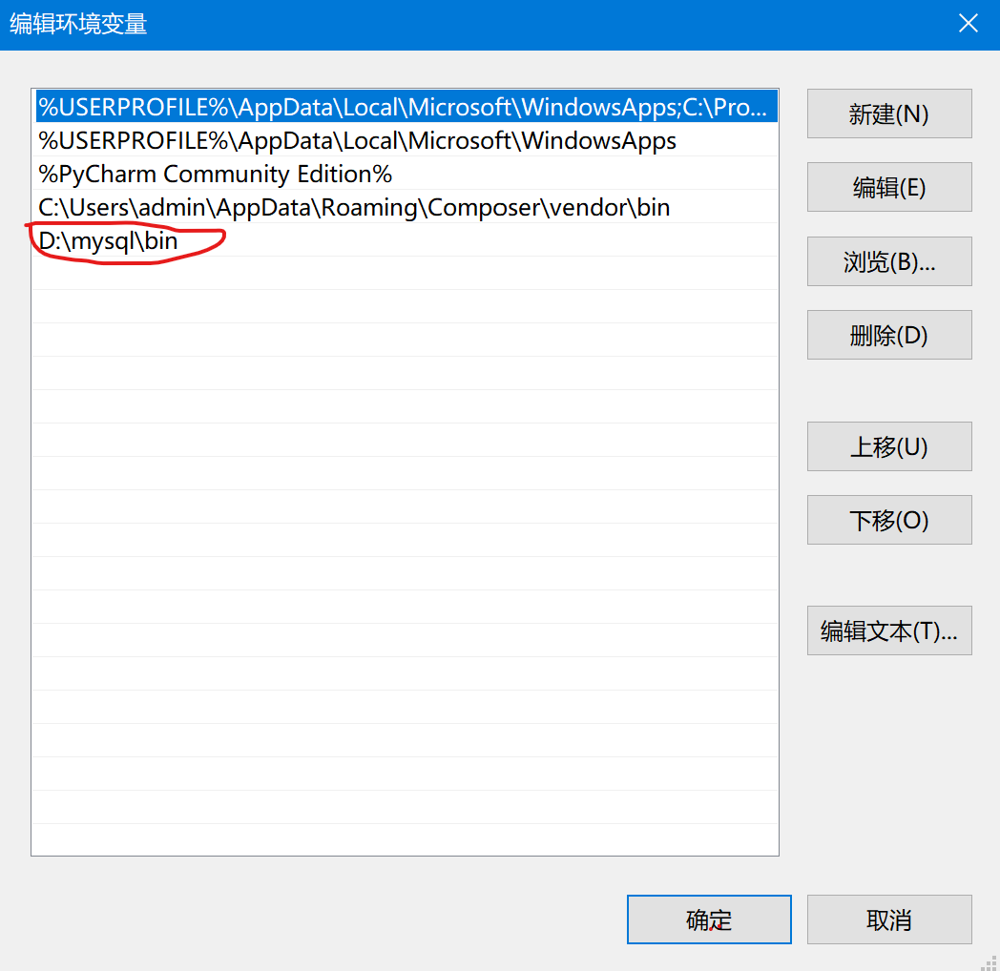 编辑环境变量
%USERPROFILE%\AppData\Local\Microsoft\WindowsApps;C:\Pro...
%USERPROFILE%\AppData\Local\Microsoft\WindowsApps
%PyCharm Community Edition%
C:\Users\admin\AppData\Roaming\Composer\vendor\bin
D:\mysql\bin
新建(N)
编辑(E)
浏览(B)...
删除(D)
上移(U)
下移(O)
编辑文本(T)...
确定
取消